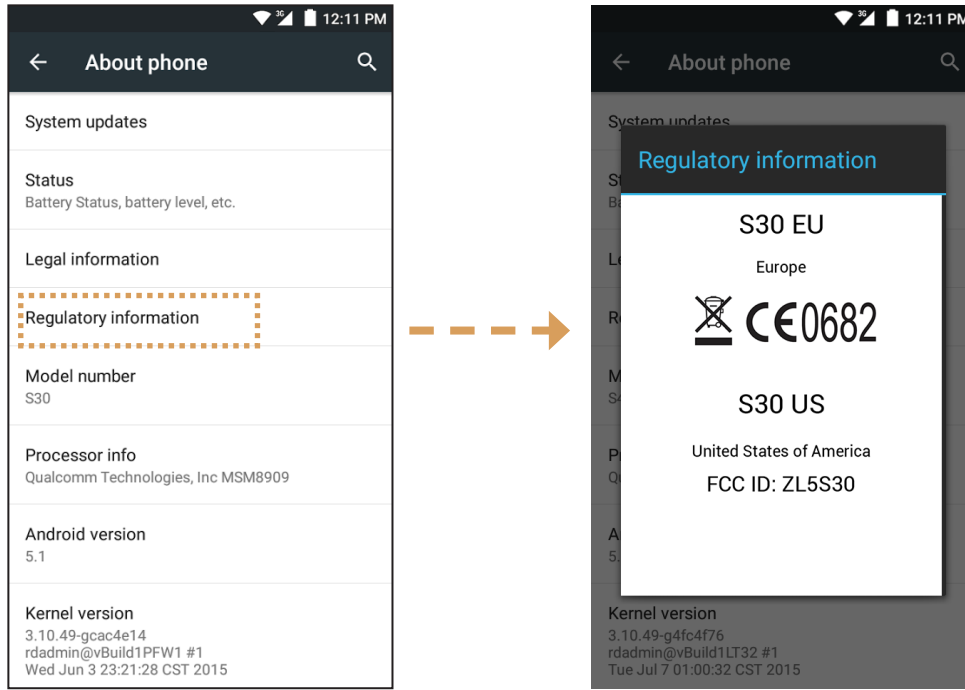 3G 12:11 PM
About phone
System updates
Status
Battery Status, battery level, etc.
Legal information
Regulatory information
Model number
S30
Processor info
Qualcomm Technologies, Inc MSM8909
Android version
5.1
Kernel version
3.10.49-gcac4e14
rdadmin@vBuild1PFW1 #1
Wed Jun 3 23:21:28 CST 2015
3G 12:11 PM
About phone
System updates
Regulatory information
S30 EU
Europe
CE0682
S30 US
United States of America
FCC ID: ZL5S30
Kernel version
3.10.49-g4fc4f76
rdadmin@vBuild1LT32 #1
Tue Jul 7 01:00:32 CST 2015